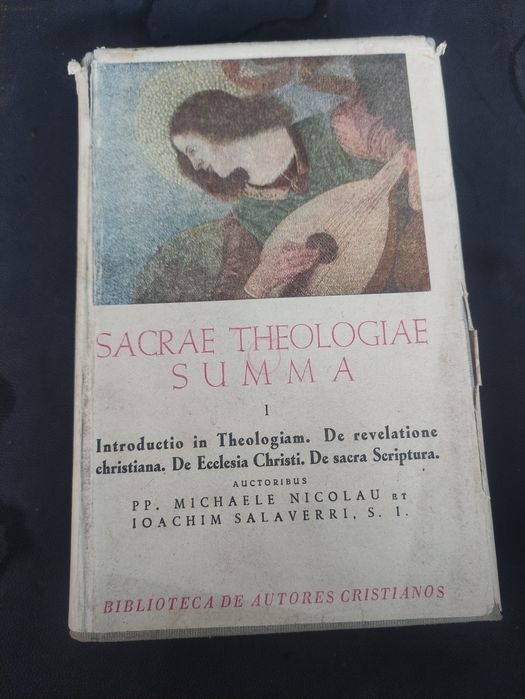 SACRAE THEOLOGIAE
SUMMA
I
Introductio in Theologiam. De revelatione
christiana. De Ecclesia Christi. De sacra Scriptura.
AUCTORIBUS
PP. MICHAELE NICOLAU ET
IOACHIM SALAVERRI, S. I.
BIBLIOTECA DE AUTORES CRISTIANOS